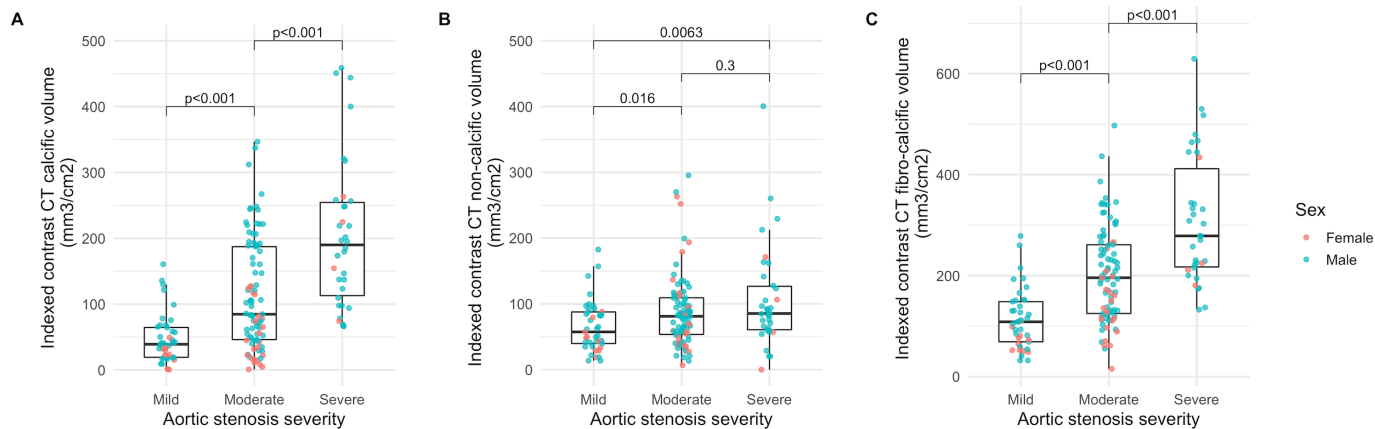 A
Indexed contrast CT calcific volume
(mm3/cm2)
500
400
300
200
100
0
p<0.001
p<0.001
Mild
Moderate
Severe
Aortic stenosis severity
B
Indexed contrast CT non-calcific volume
(mm3/cm2)
500
400
300
200
100
0
0.0063
0.3
0.016
Mild
Moderate
Severe
Aortic stenosis severity
C
Indexed contrast CT fibro-calcific volume
(mm3/cm2)
600
400
200
0
p<0.001
p<0.001
Mild
Moderate
Severe
Aortic stenosis severity
Sex
Female
Male